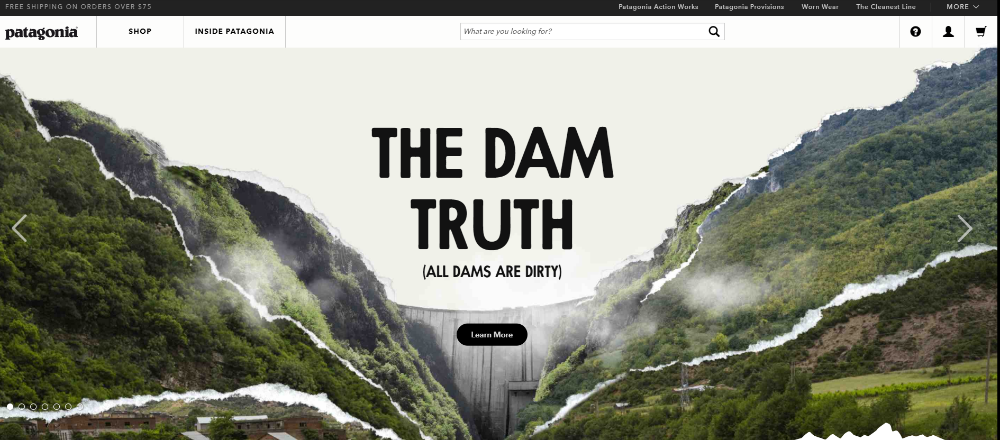 FREE SHIPPING ON ORDERS OVER $75
Patagonia Action Works
Patagonia Provisions
Worn Wear
The Cleanest Line
MORE
patagonia®
SHOP
INSIDE PATAGONIA
What are you looking for?
?
THE DAM
TRUTH
(ALL DAMS ARE DIRTY)
Learn More